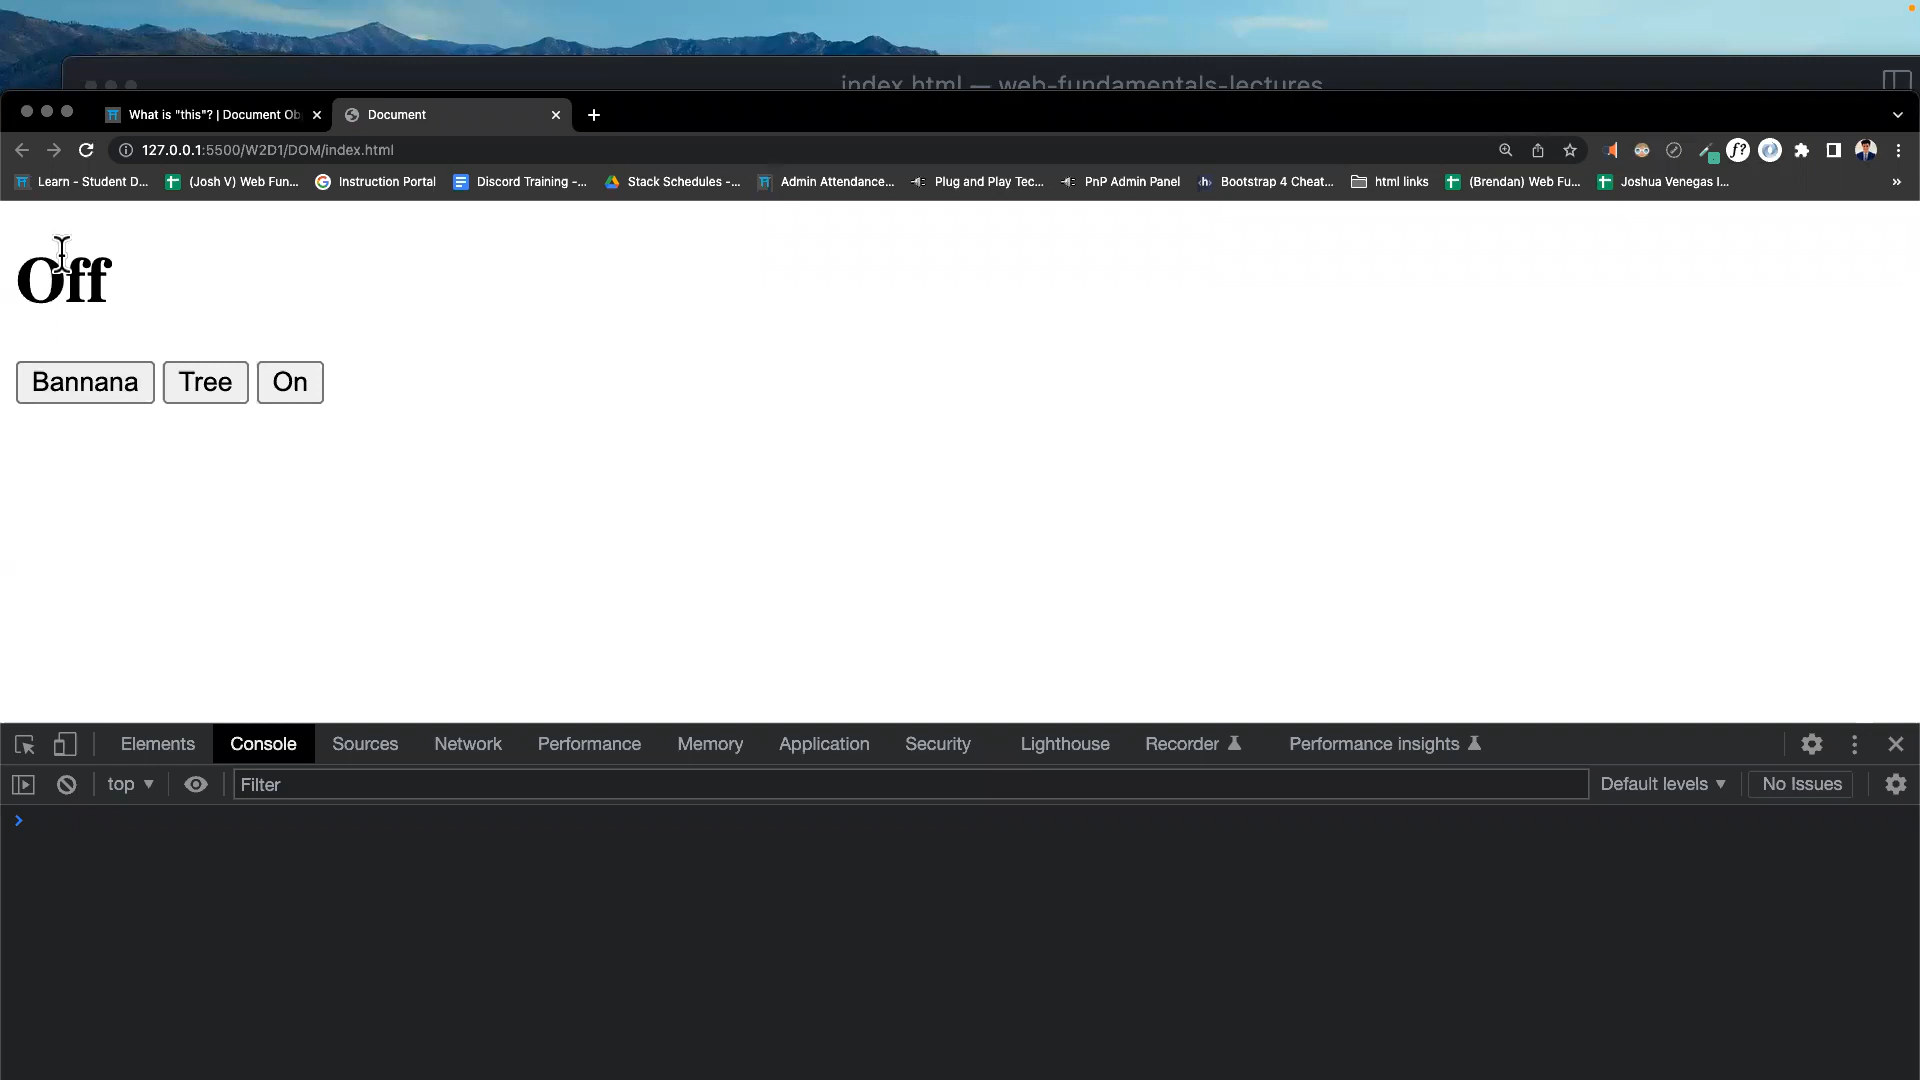 index.html — web-fundamentals-lectures
What is "this"? | Document Ob
Document
127.0.0.1:5500/W2D1/DOM/index.html
Learn - Student D... (Josh V) Web Fun... Instruction Portal Discord Training -... Stack Schedules -... Admin Attendance... Plug and Play Tec... PnP Admin Panel Bootstrap 4 Cheat... html links (Brendan) Web Fu... Joshua Venegas I... »
Off
Bannana Tree On
Elements Console Sources Network Performance Memory Application Security Lighthouse Recorder Performance insights
top Filter Default levels No Issues